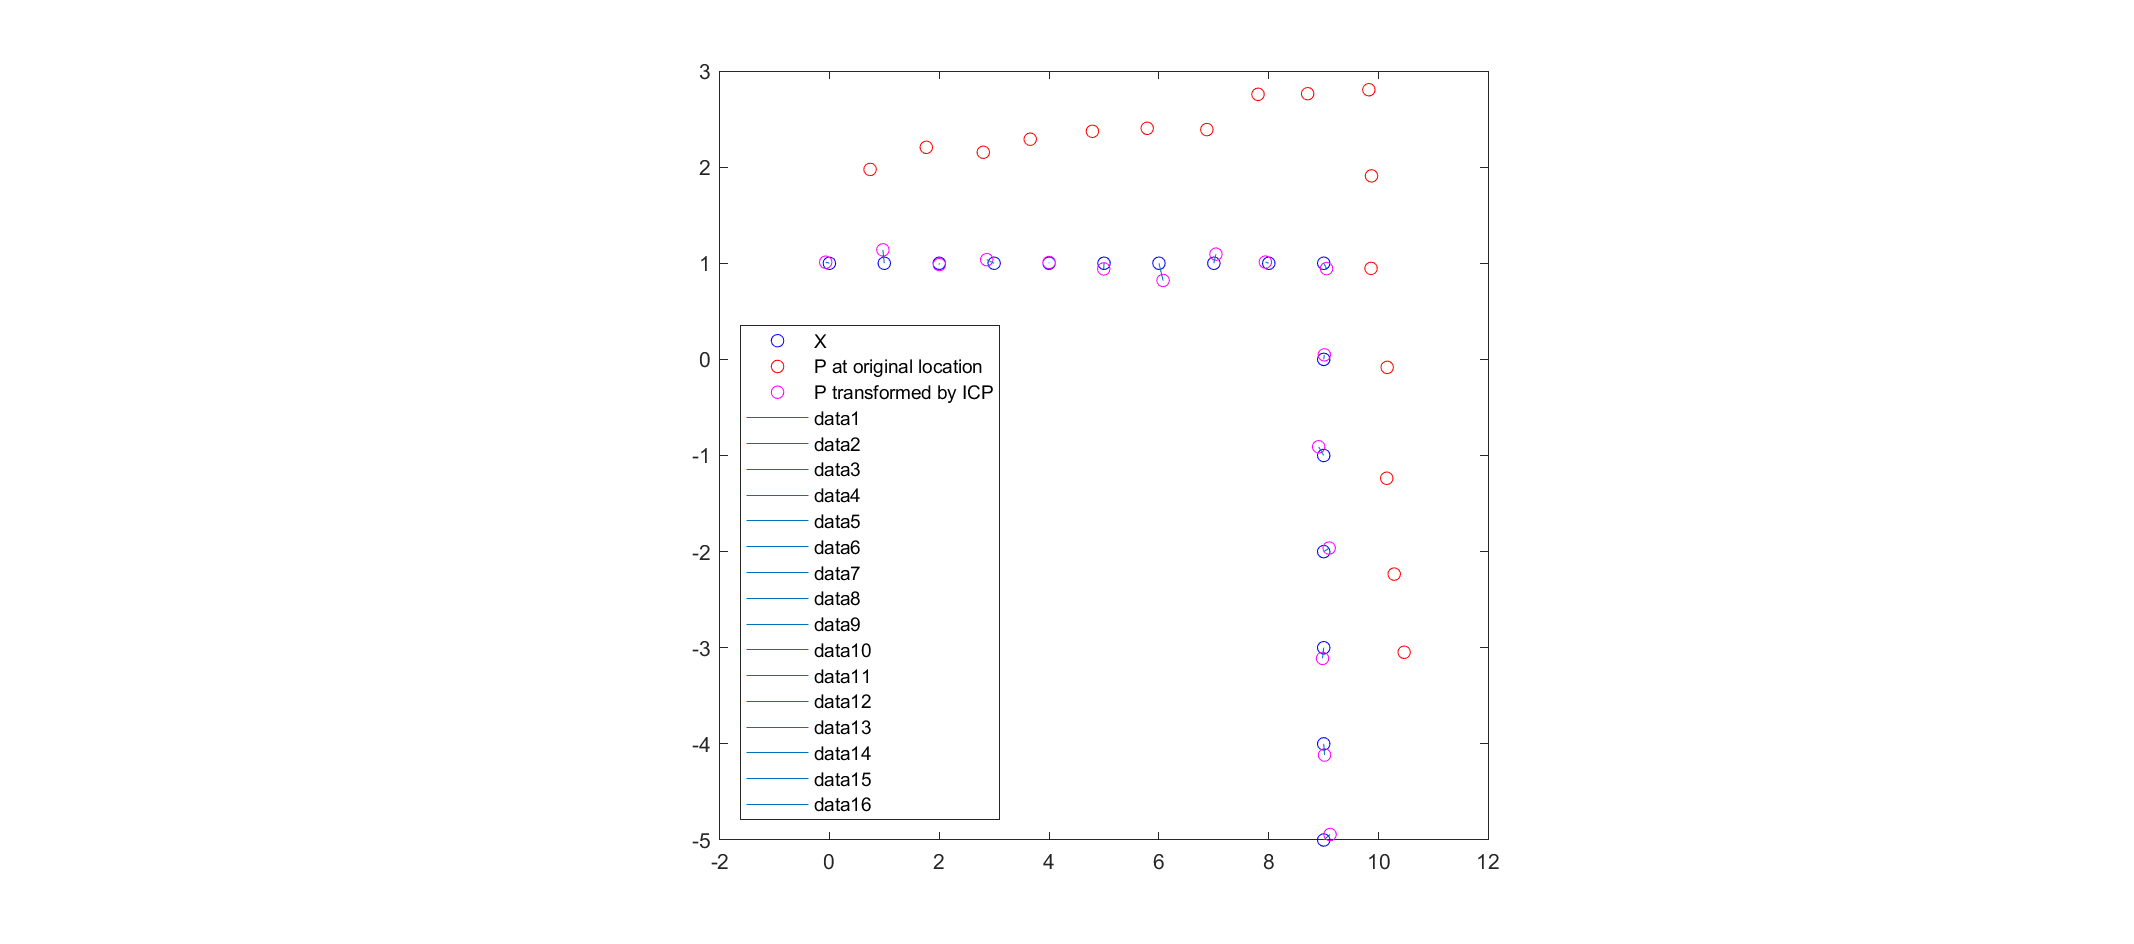 3
2
1
0
-1
-2
-3
-4
-5
X
P at original location
P transformed by ICP
data1
data2
data3
data4
data5
data6
data7
data8
data9
data10
data11
data12
data13
data14
data15
data16
-2 0 2 4 6 8 10 12